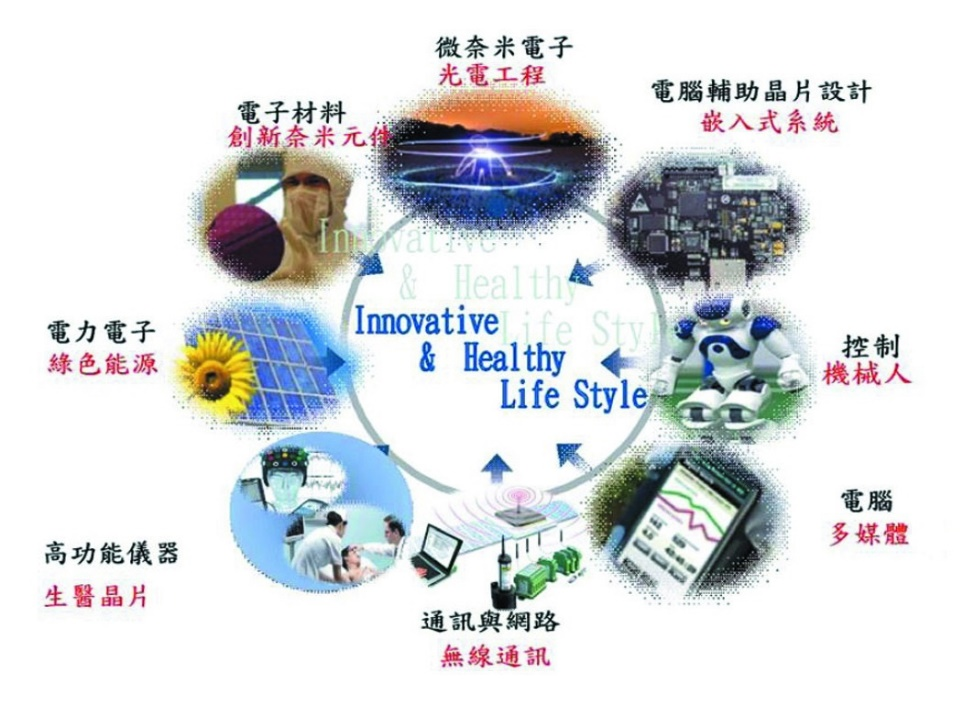 微奈米電子
光電工程
電子材料
創新奈米元件
電腦輔助晶片設計
嵌入式系統
Innovative
& Healthy
Life Style
Innovative
& Healthy
Life Style
電力電子
綠色能源
控制
機械人
電腦
多媒體
高功能儀器
生醫晶片
通訊與網路
無線通訊